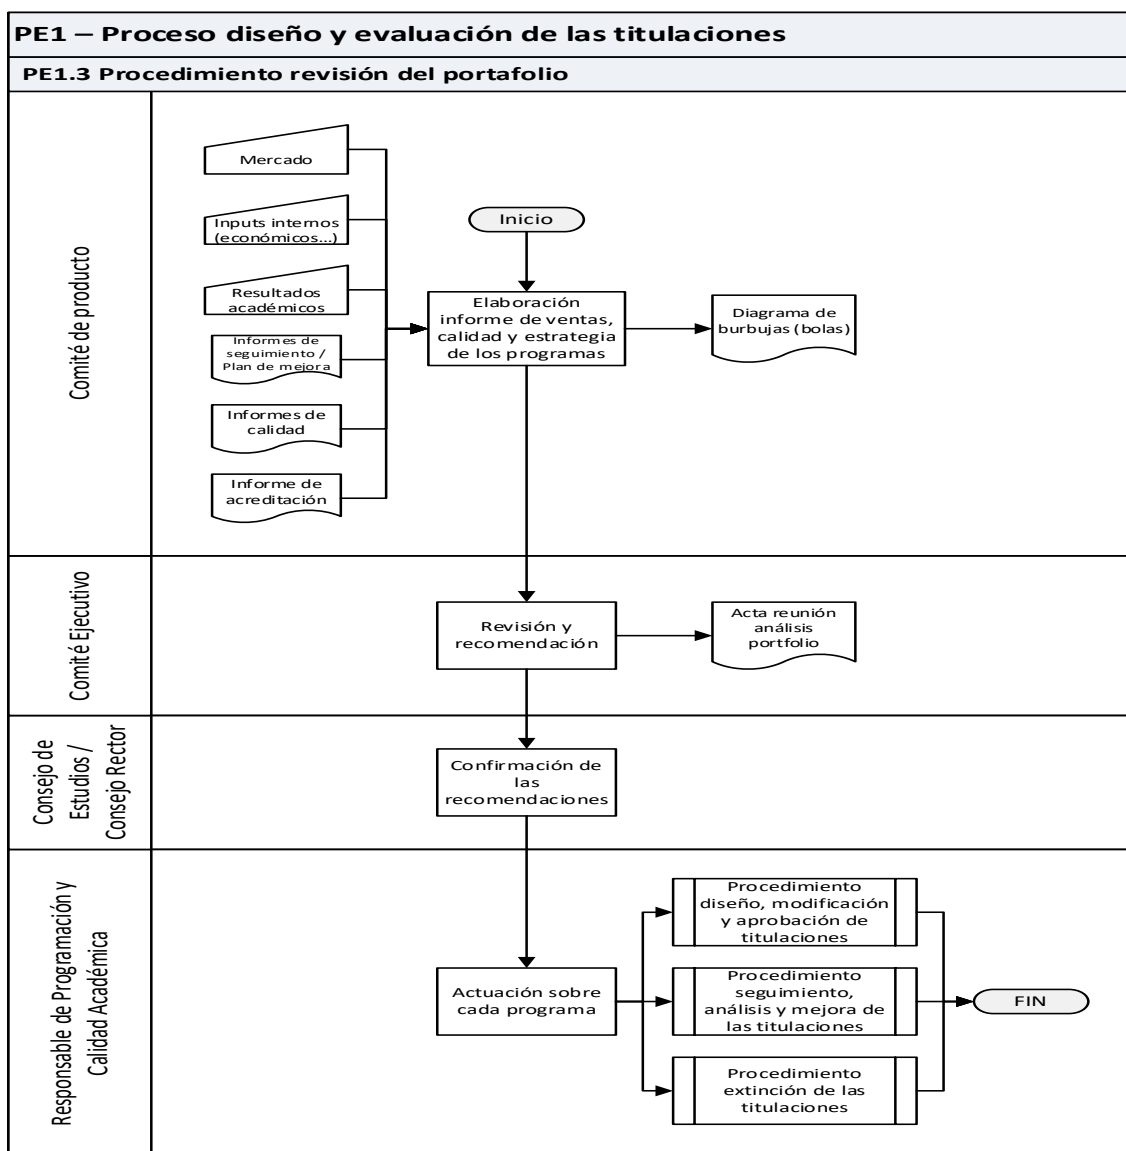 PE1 – Proceso diseño y evaluación de las titulaciones
PE1.3 Procedimiento revisión del portafolio
Comité de producto
Mercado
Inputs internos
(económicos...)
Resultados
académicos
Informes de
seguimiento /
Plan de mejora
Informes de
calidad
Informe de
acreditación
Inicio
Elaboración
informe de ventas,
calidad y estrategia
de los programas
Diagrama de
burbujas (bolas)
Comité Ejecutivo
Revisión y
recomendación
Acta reunión
análisis
portfolio
Consejo de
Estudios /
Consejo Rector
Confirmación de
las
recomendaciones
Responsable de Programación y
Calidad Académica
Actuación sobre
cada programa
Procedimiento
diseño, modificación
y aprobación de
titulaciones
Procedimiento
seguimiento,
análisis y mejora de
las titulaciones
Procedimiento
extinción de las
titulaciones
FIN